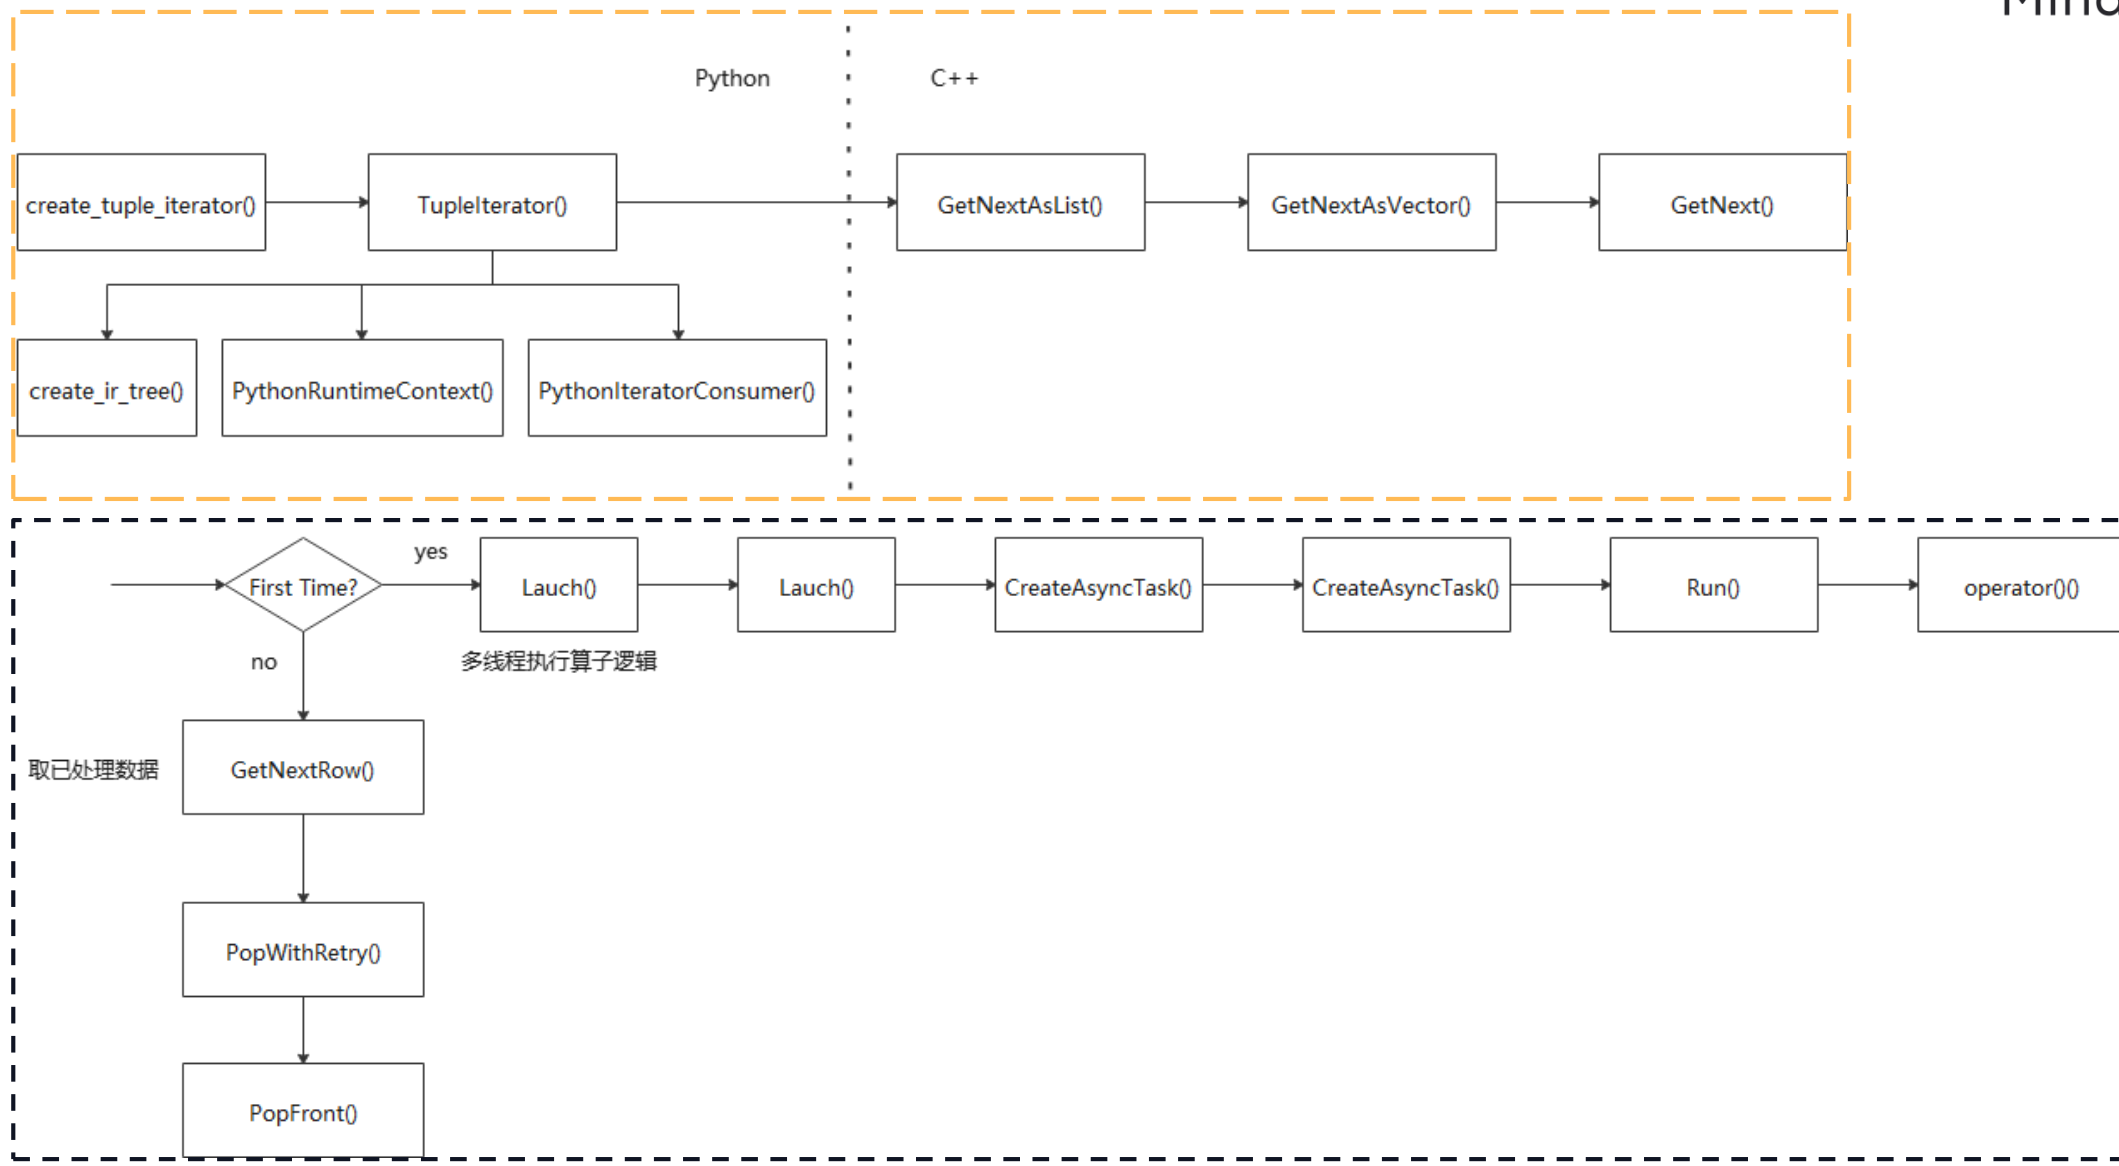 Python
C++
create_tuple_iterator()
TupleIterator()
GetNextAsList()
GetNextAsVector()
GetNext()
create_ir_tree()
PythonRuntimeContext()
PythonIteratorConsumer()
First Time?
yes
Lauch()
Lauch()
CreateAsyncTask()
CreateAsyncTask()
Run()
operator()()
no
多线程执行算子逻辑
取已处理数据
GetNextRow()
PopWithRetry()
PopFront()